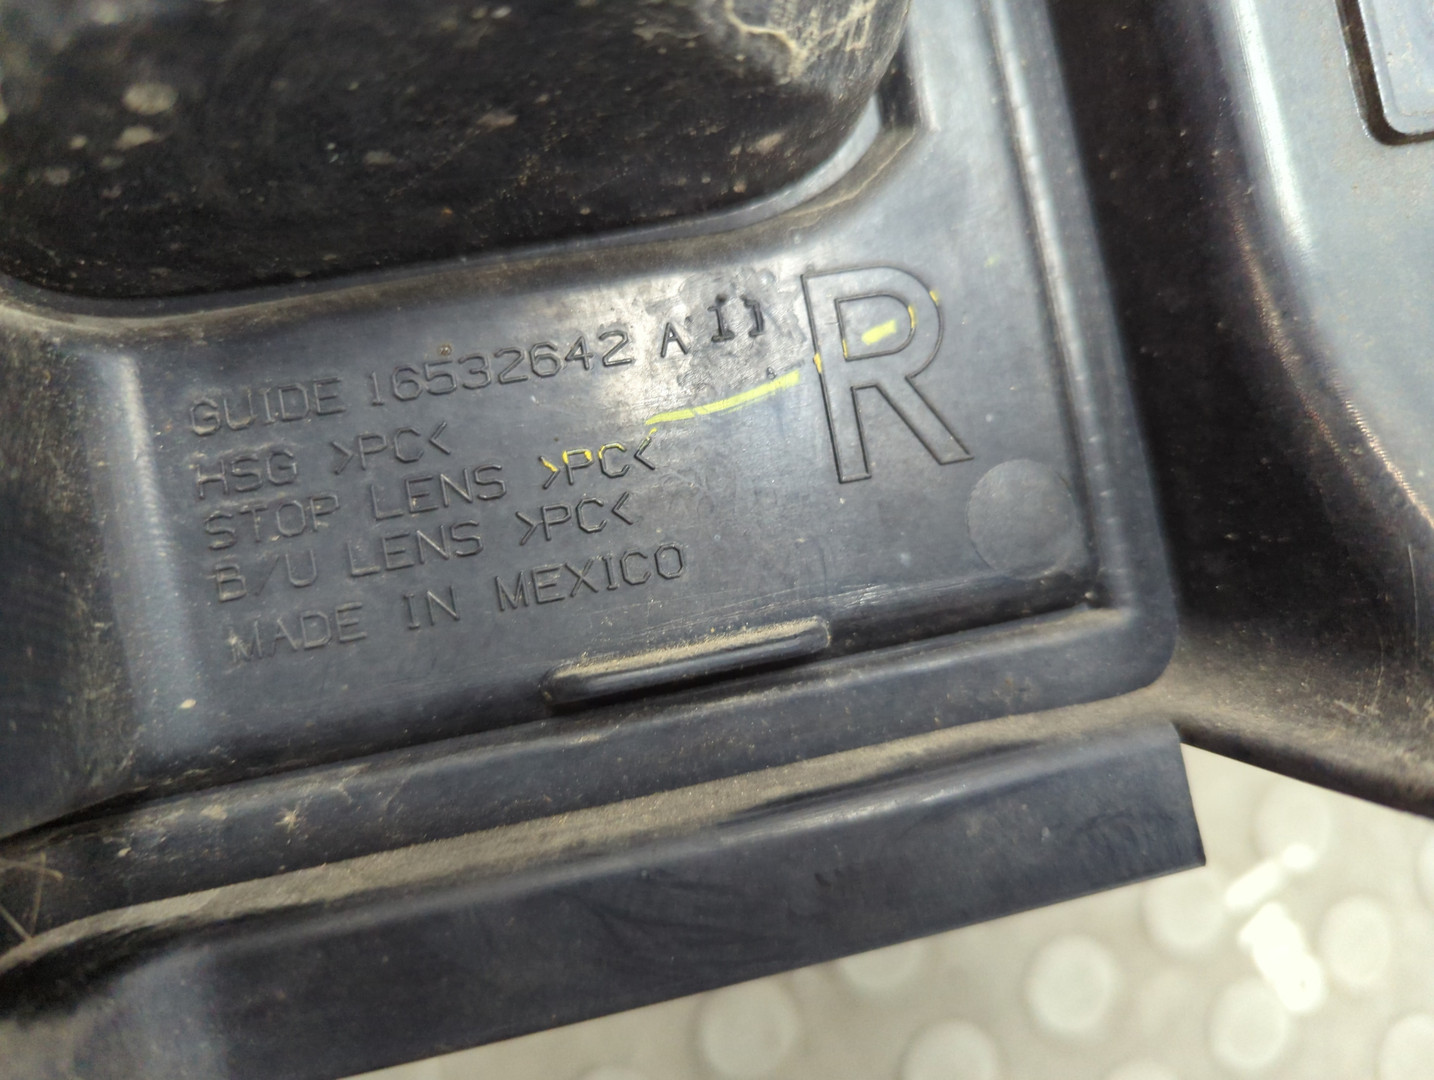 GUIDE 16532642 A
R
HSG >PC<
STOP LENS >PC<
B/U LENS >PC<
MADE IN MEXICO